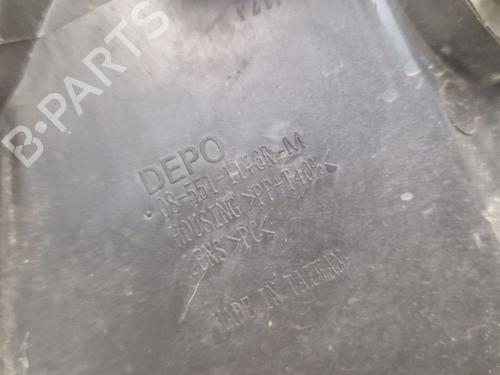 B-PARTS
DEPO
HOUSING >PP-T40%<
LENS >PC<
MADE IN TAIWAN